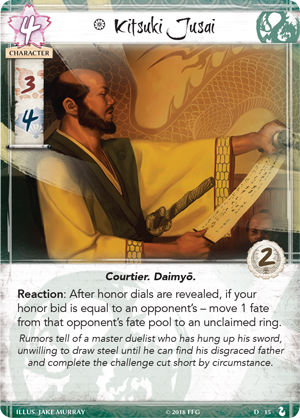 4
Kitsuki Jusai
CHARACTER
3
4
2
Courtier. Daimyō.
Reaction: After honor dials are revealed, if your
honor bid is equal to an opponent's – move 1 fate
from that opponent's fate pool to an unclaimed ring.
Rumors tell of a master duelist who has hung up his sword,
unwilling to draw steel until he can find his disgraced father
and complete the challenge cut short by circumstance.
ILLUS. JAKE MURRAY © 2018 FFG D 15